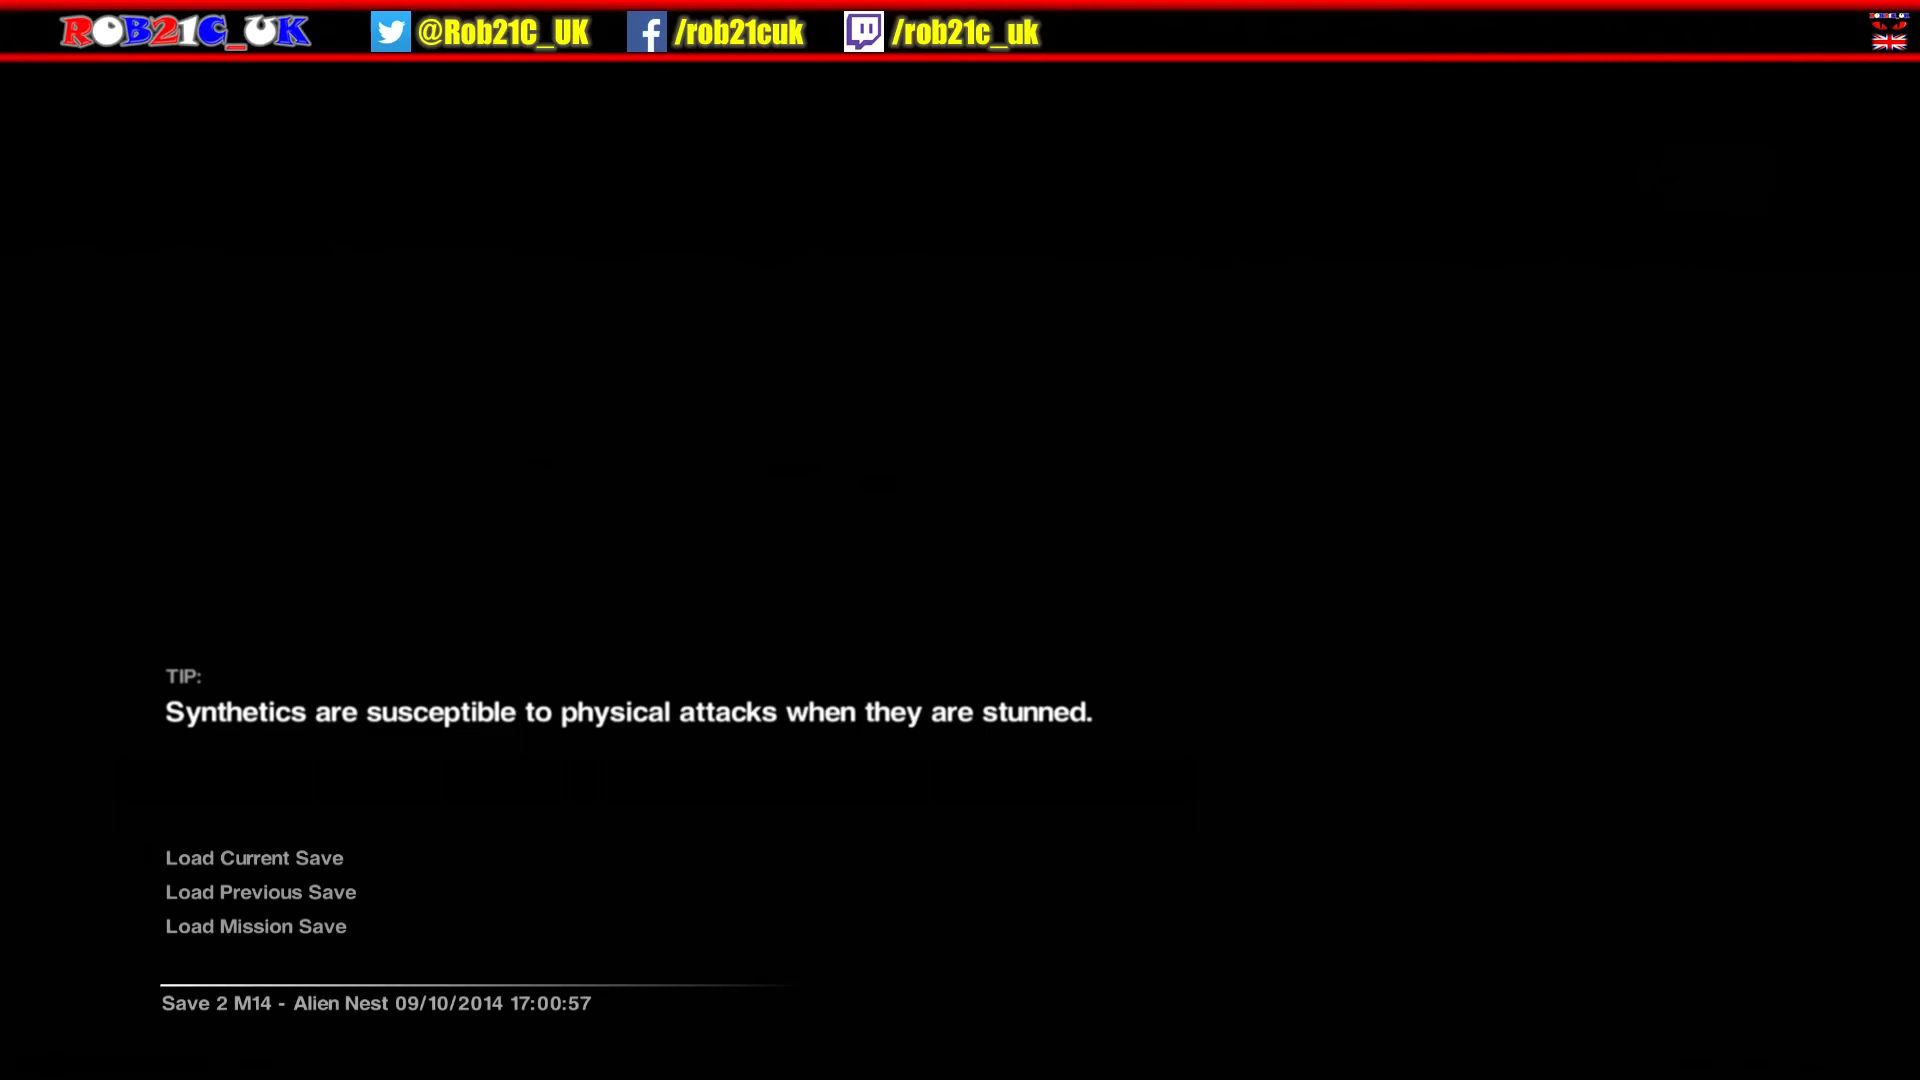 ROB21C_UK @Rob21C_UK /rob21cuk /rob21c_uk
TIP:
Synthetics are susceptible to physical attacks when they are stunned.
Load Current Save
Load Previous Save
Load Mission Save
Save 2 M14 - Alien Nest 09/10/2014 17:00:57